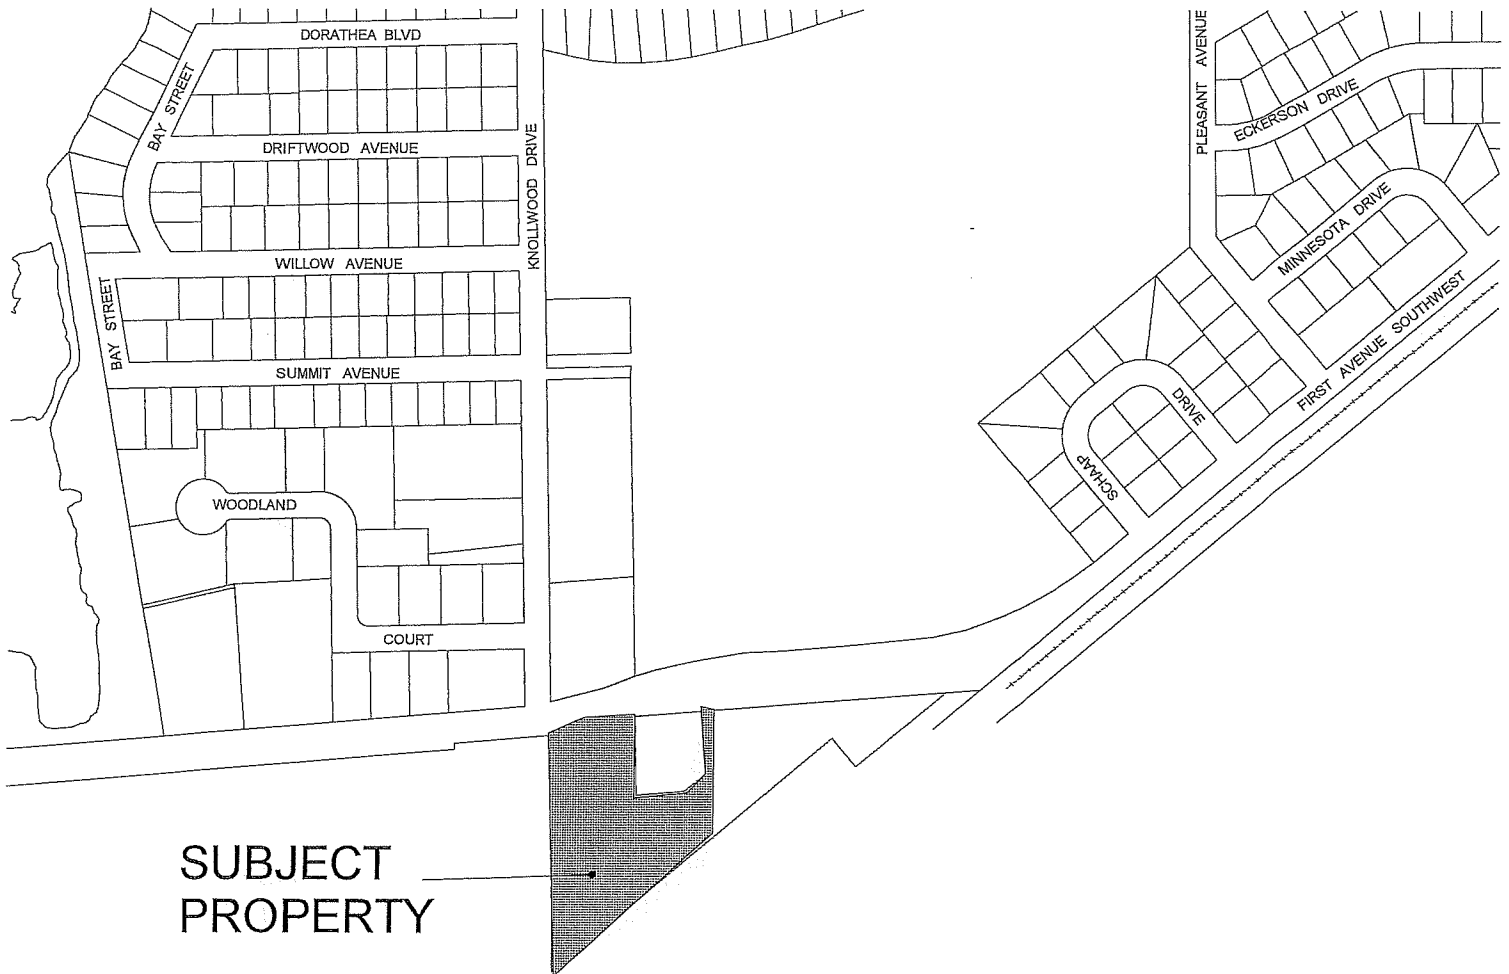 DORATHEA BLVD
BAY STREET
DRIFTWOOD AVENUE
KNOLLWOOD DRIVE
WILLOW AVENUE
BAY STREET
SUMMIT AVENUE
WOODLAND
COURT
PLEASANT AVENUE
ECKERSON DRIVE
MINNESOTA DRIVE
FIRST AVENUE SOUTHWEST
SCHAAP
DRIVE
SUBJECT
PROPERTY